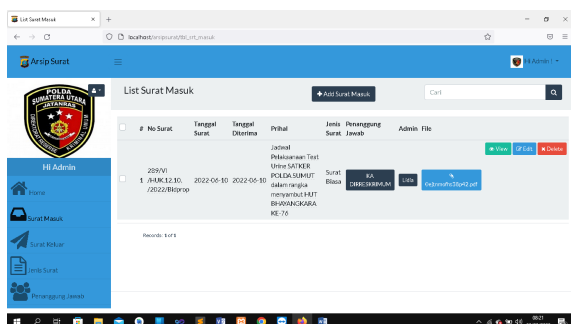 List Surat Masuk
localhost/arsipsurat/tbl_srt_masuk
Arsip Surat
Hi Admin !
POLDA
SUMATERA UTARA
JATANRAS
List Surat Masuk
Add Surat Masuk
Cari
# No Surat Tanggal Surat Tanggal Diterima Prihal Jenis Surat Penanggung Jawab Admin File
1 289/VI/HUK.12.10./2022/Bidprop 2022-06-10 2022-06-10
Jadwal
Pelaksanaan Text
Urine SATKER
POLDA SUMUT
dalam rangka
menyambut HUT
BHAYANGKARA
KE-76
Surat Biasa
KA DIRRESKRIMUM
Lidia
View Edit Delete
Records: 1 of 1
Hi Admin
Home
Surat Masuk
Surat Keluar
Jenis Surat
Penanggung Jawab
08.21